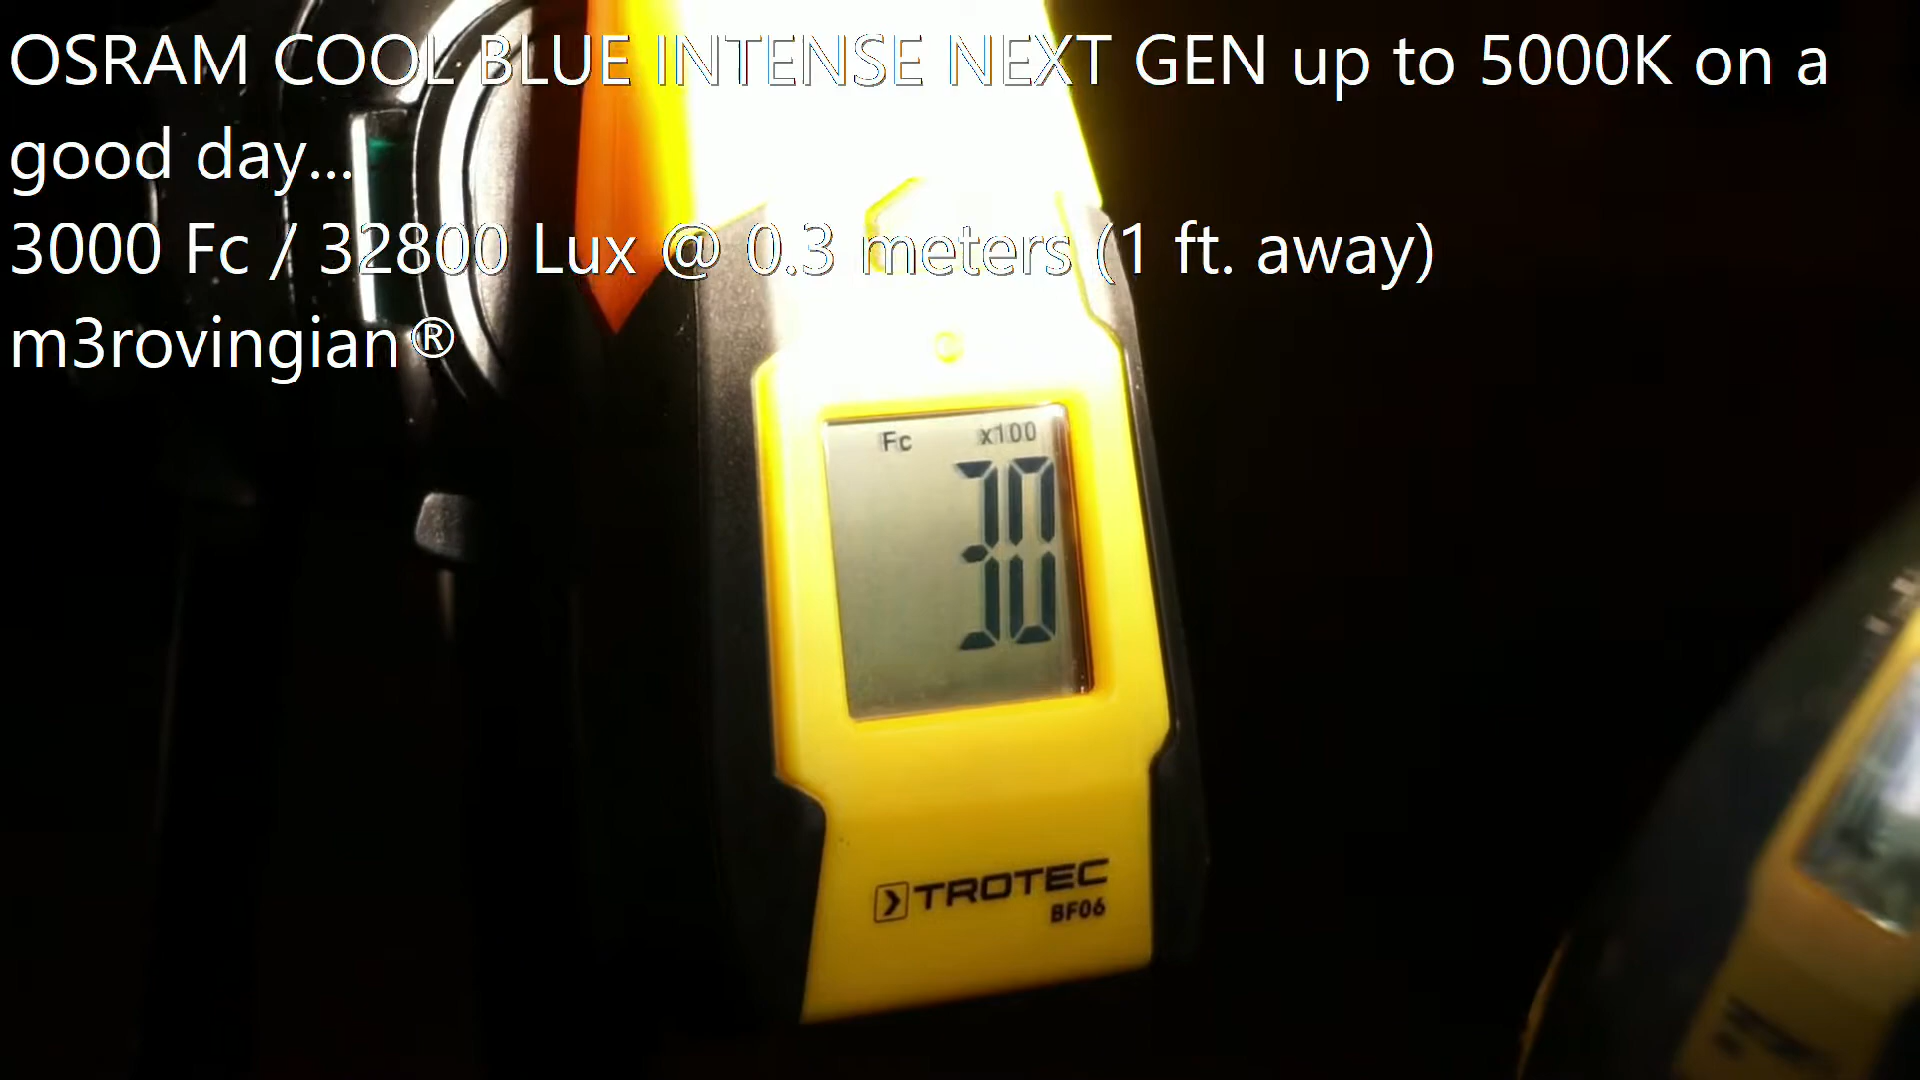 OSRAM COOL BLUE INTENSE NEXT GEN up to 5000K on a
good day...
3000 Fc / 32800 Lux @ 0.3 meters (1 ft. away)
m3rovingian®
Fc x100
30
TROTEC
BF06